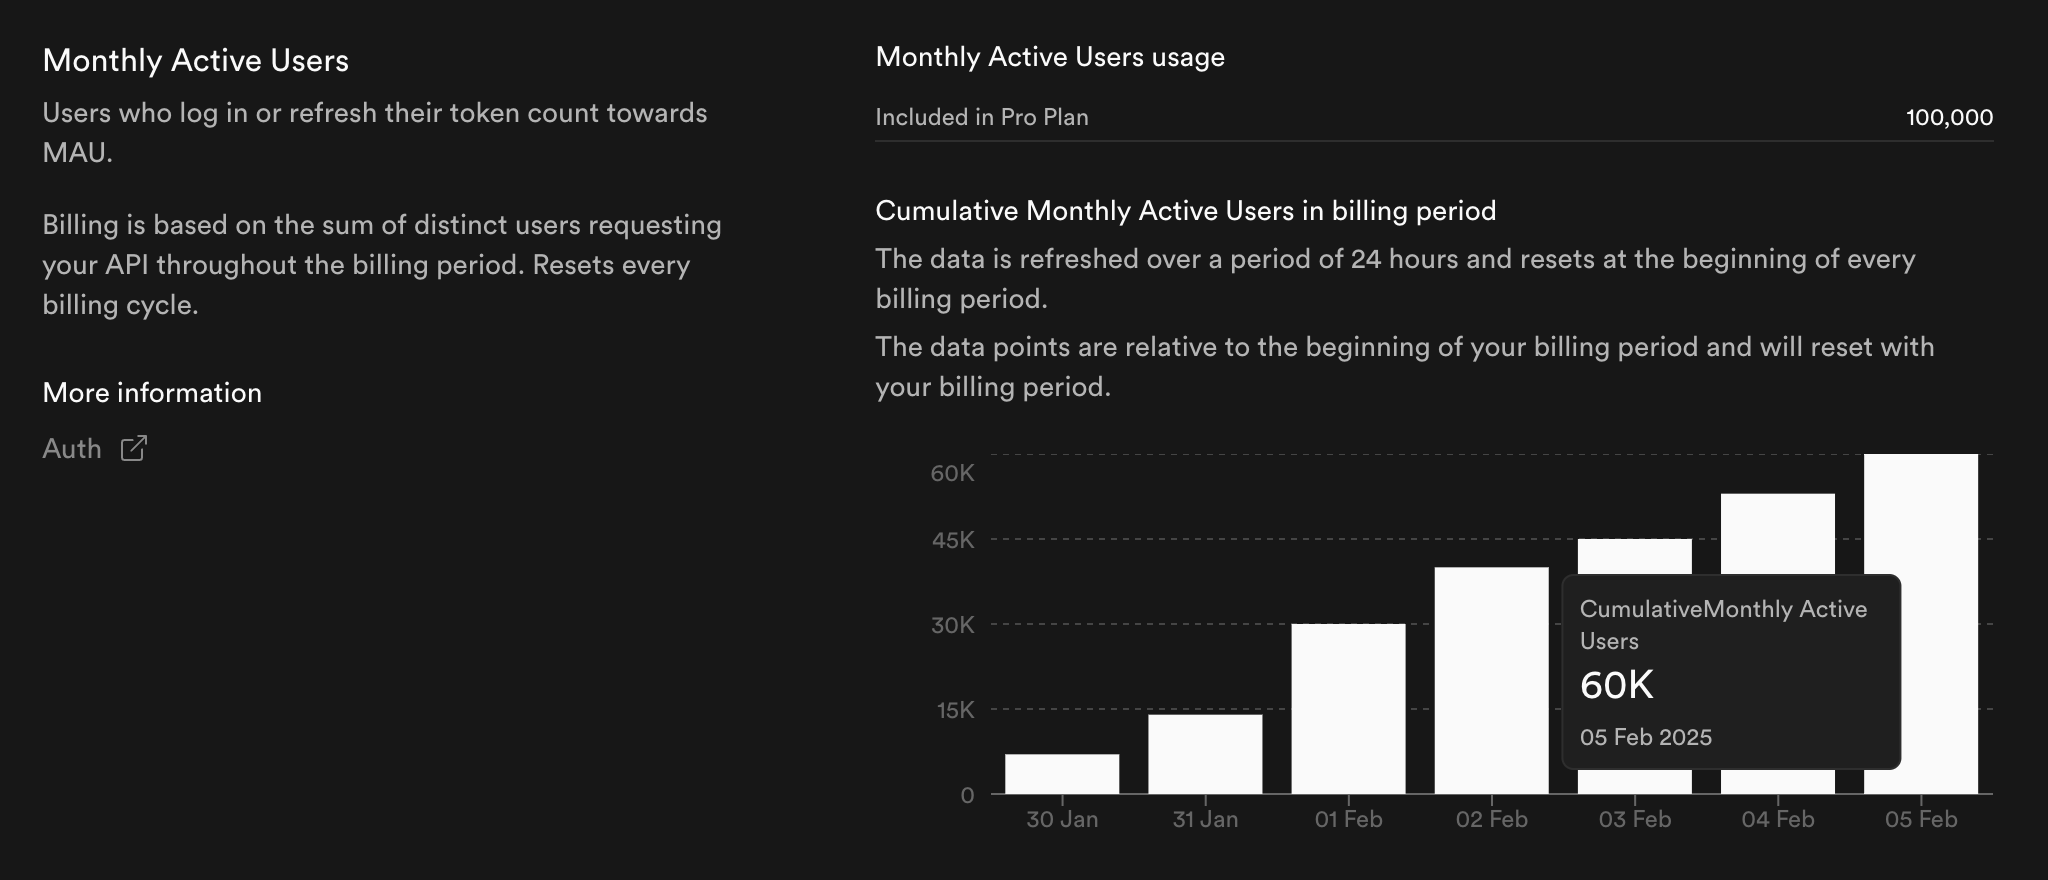 Monthly Active Users
Users who log in or refresh their token count towards
MAU.
Billing is based on the sum of distinct users requesting
your API throughout the billing period. Resets every
billing cycle.
More information
Auth
Monthly Active Users usage
Included in Pro Plan 100,000
Cumulative Monthly Active Users in billing period
The data is refreshed over a period of 24 hours and resets at the beginning of every
billing period.
The data points are relative to the beginning of your billing period and will reset with
your billing period.
60K
45K
30K
15K
0
CumulativeMonthly Active
Users
60K
05 Feb 2025
30 Jan 31 Jan 01 Feb 02 Feb 03 Feb 04 Feb 05 Feb